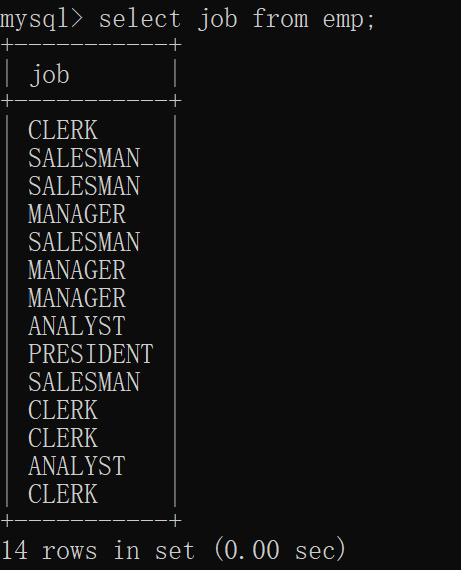 mysql> select job from emp;
+-----------+
| job       |
+-----------+
| CLERK     |
| SALESMAN  |
| SALESMAN  |
| MANAGER   |
| SALESMAN  |
| MANAGER   |
| MANAGER   |
| ANALYST   |
| PRESIDENT |
| SALESMAN  |
| CLERK     |
| CLERK     |
| ANALYST   |
| CLERK     |
+-----------+
14 rows in set (0.00 sec)